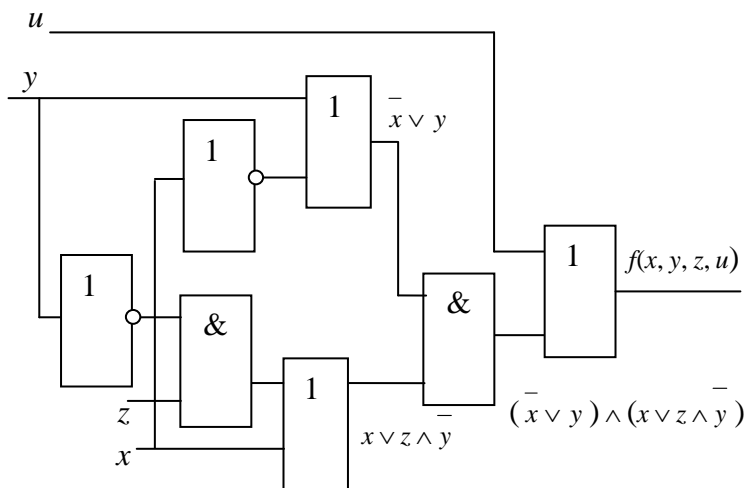 u
y
1
x̄ ∨ y
1
1
f(x, y, z, u)
1
&
&
1
z
x
x ∨ z ∧ ȳ
(x̄ ∨ y) ∧ (x ∨ z ∧ ȳ)